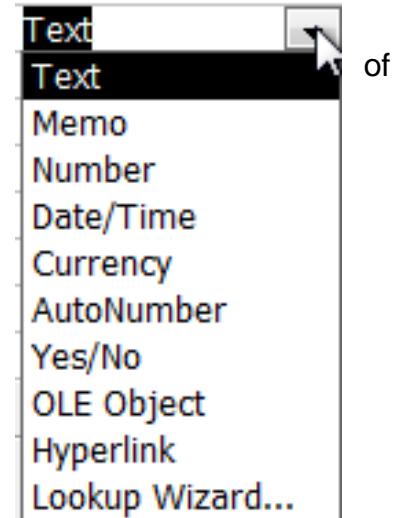 Text
Text of
Memo
Number
Date/Time
Currency
AutoNumber
Yes/No
OLE Object
Hyperlink
Lookup Wizard...